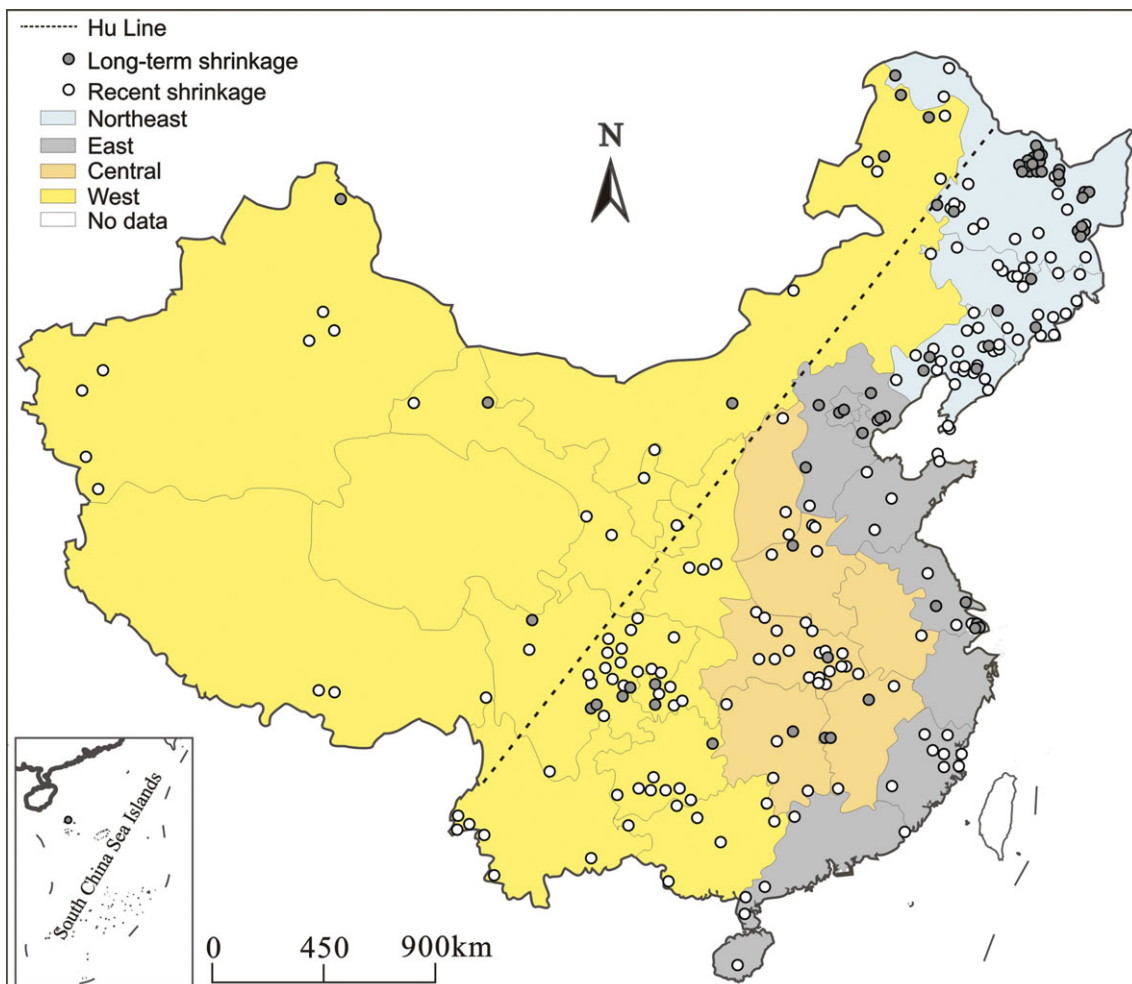 Hu Line
Long-term shrinkage
Recent shrinkage
Northeast
East
Central
West
No data
N
South China Sea Islands
0 450 900km